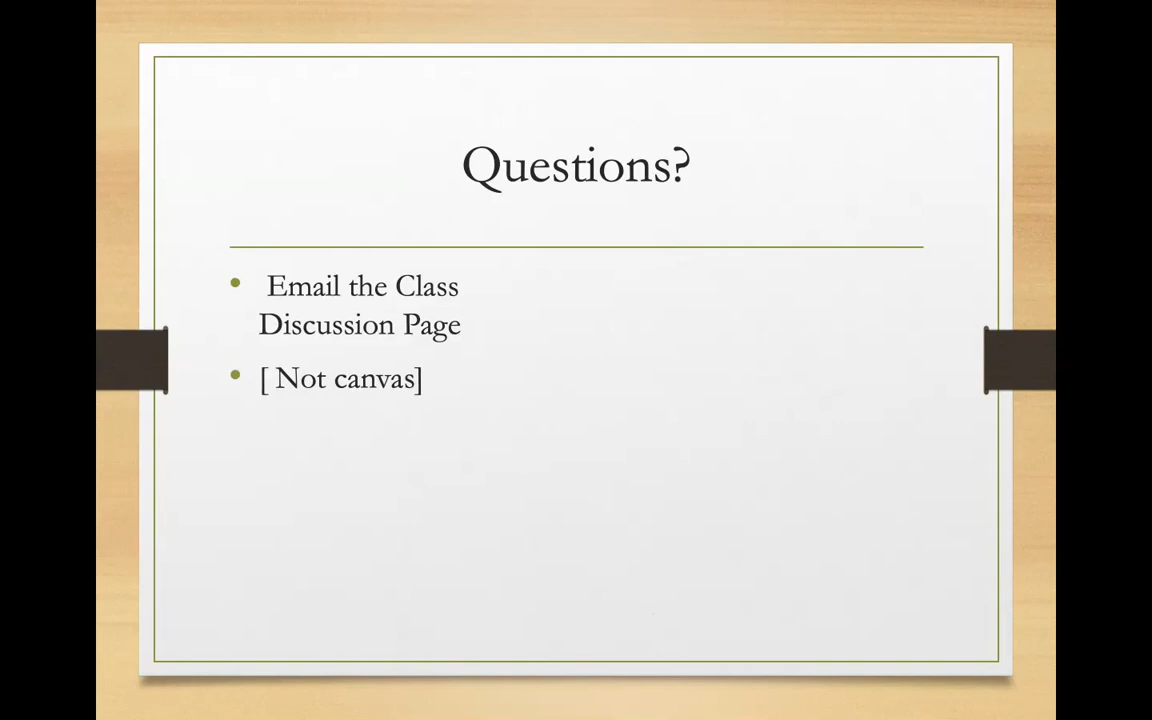 Questions?
Email the Class
Discussion Page
[ Not canvas]